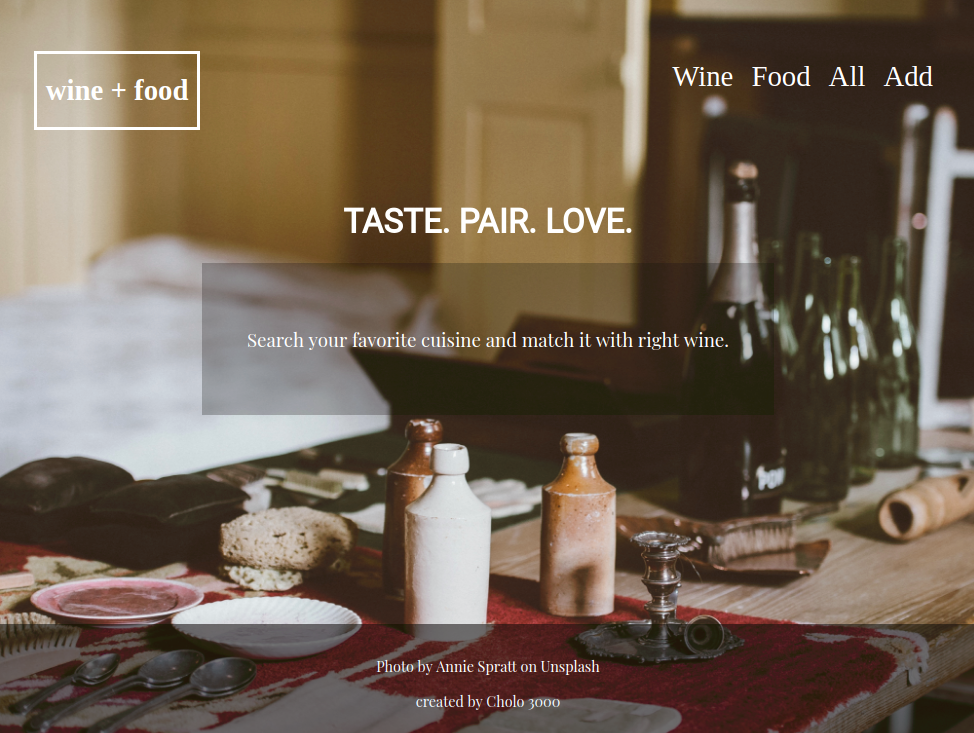 wine + food
Wine Food All Add
TASTE. PAIR. LOVE.
Search your favorite cuisine and match it with right wine.
Photo by Annie Spratt on Unsplash
created by Cholo 3000